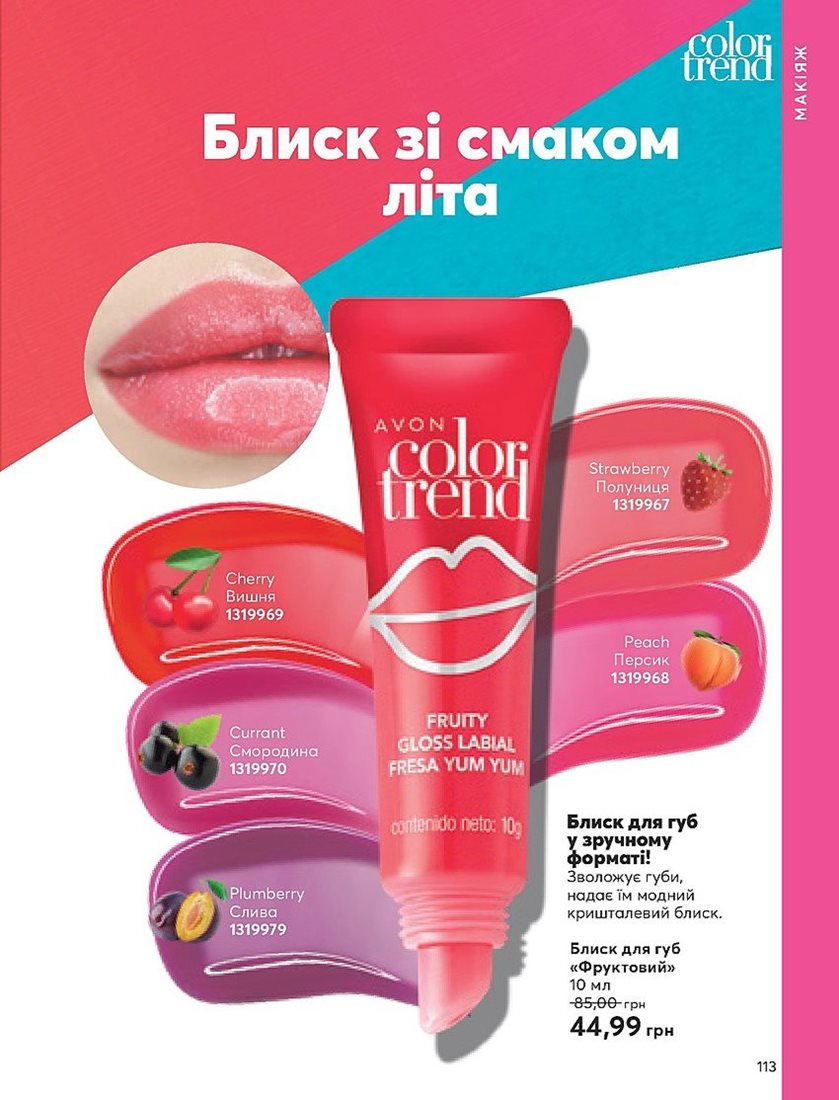 color
trend
МАКІЯЖ
Блиск зі смаком
літа
AVON
color
trend
FRUITY
GLOSS LABIAL
FRESA YUM YUM
contenido neto: 10g
Strawberry
Полуниця
1319967
Cherry
Вишня
1319969
Peach
Персик
1319968
Currant
Смородина
1319970
Plumberry
Слива
1319979
Блиск для губ
у зручному
форматі!
Зволожує губи,
надає їм модний
кришталевий блиск.
Блиск для губ
«Фруктовий»
10 мл
85,00 грн
44,99 грн
113